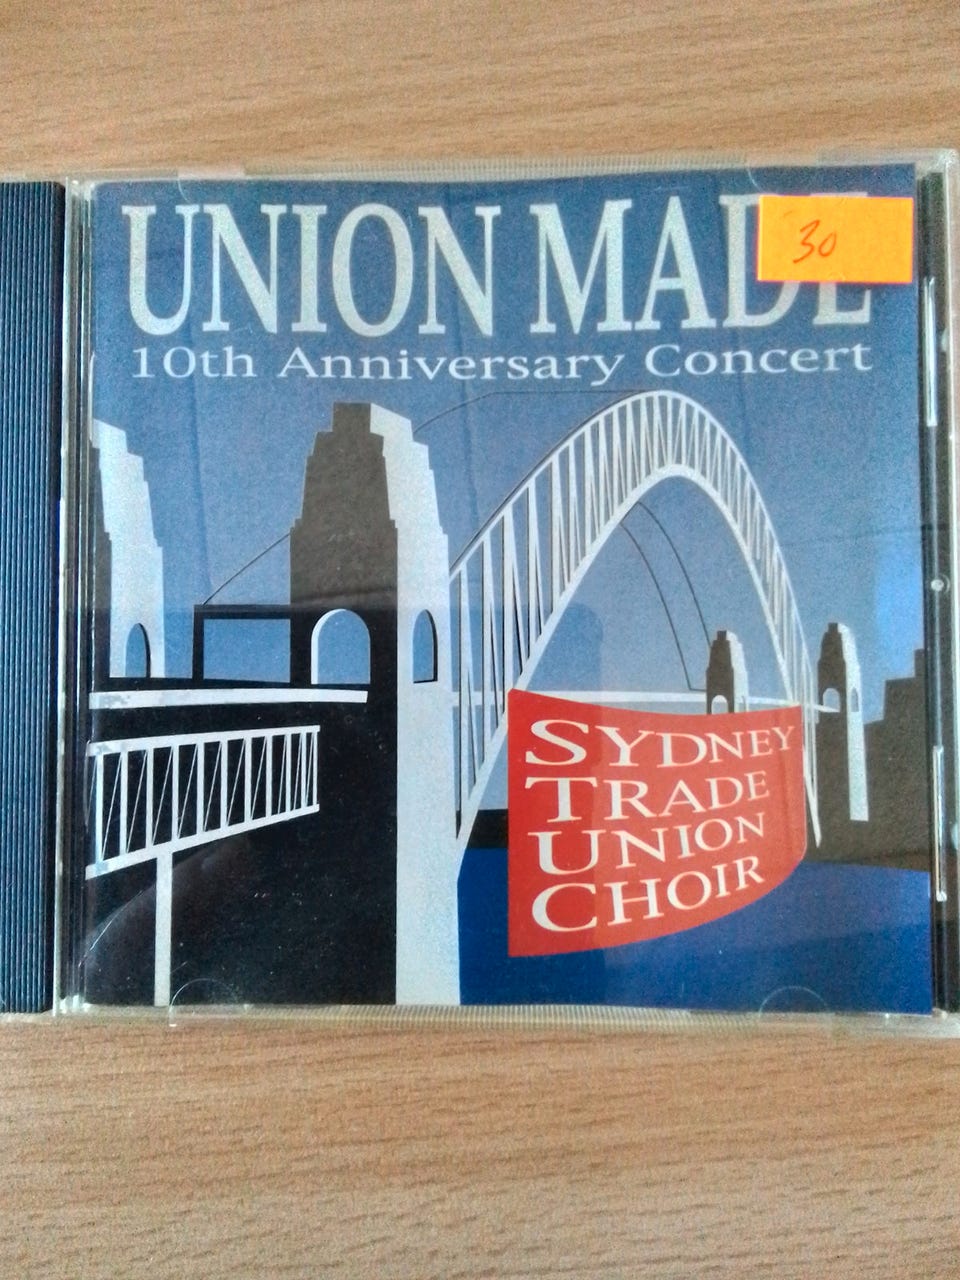 UNION MADE
30
10th Anniversary Concert
SYDNEY
TRADE
UNION
CHOIR